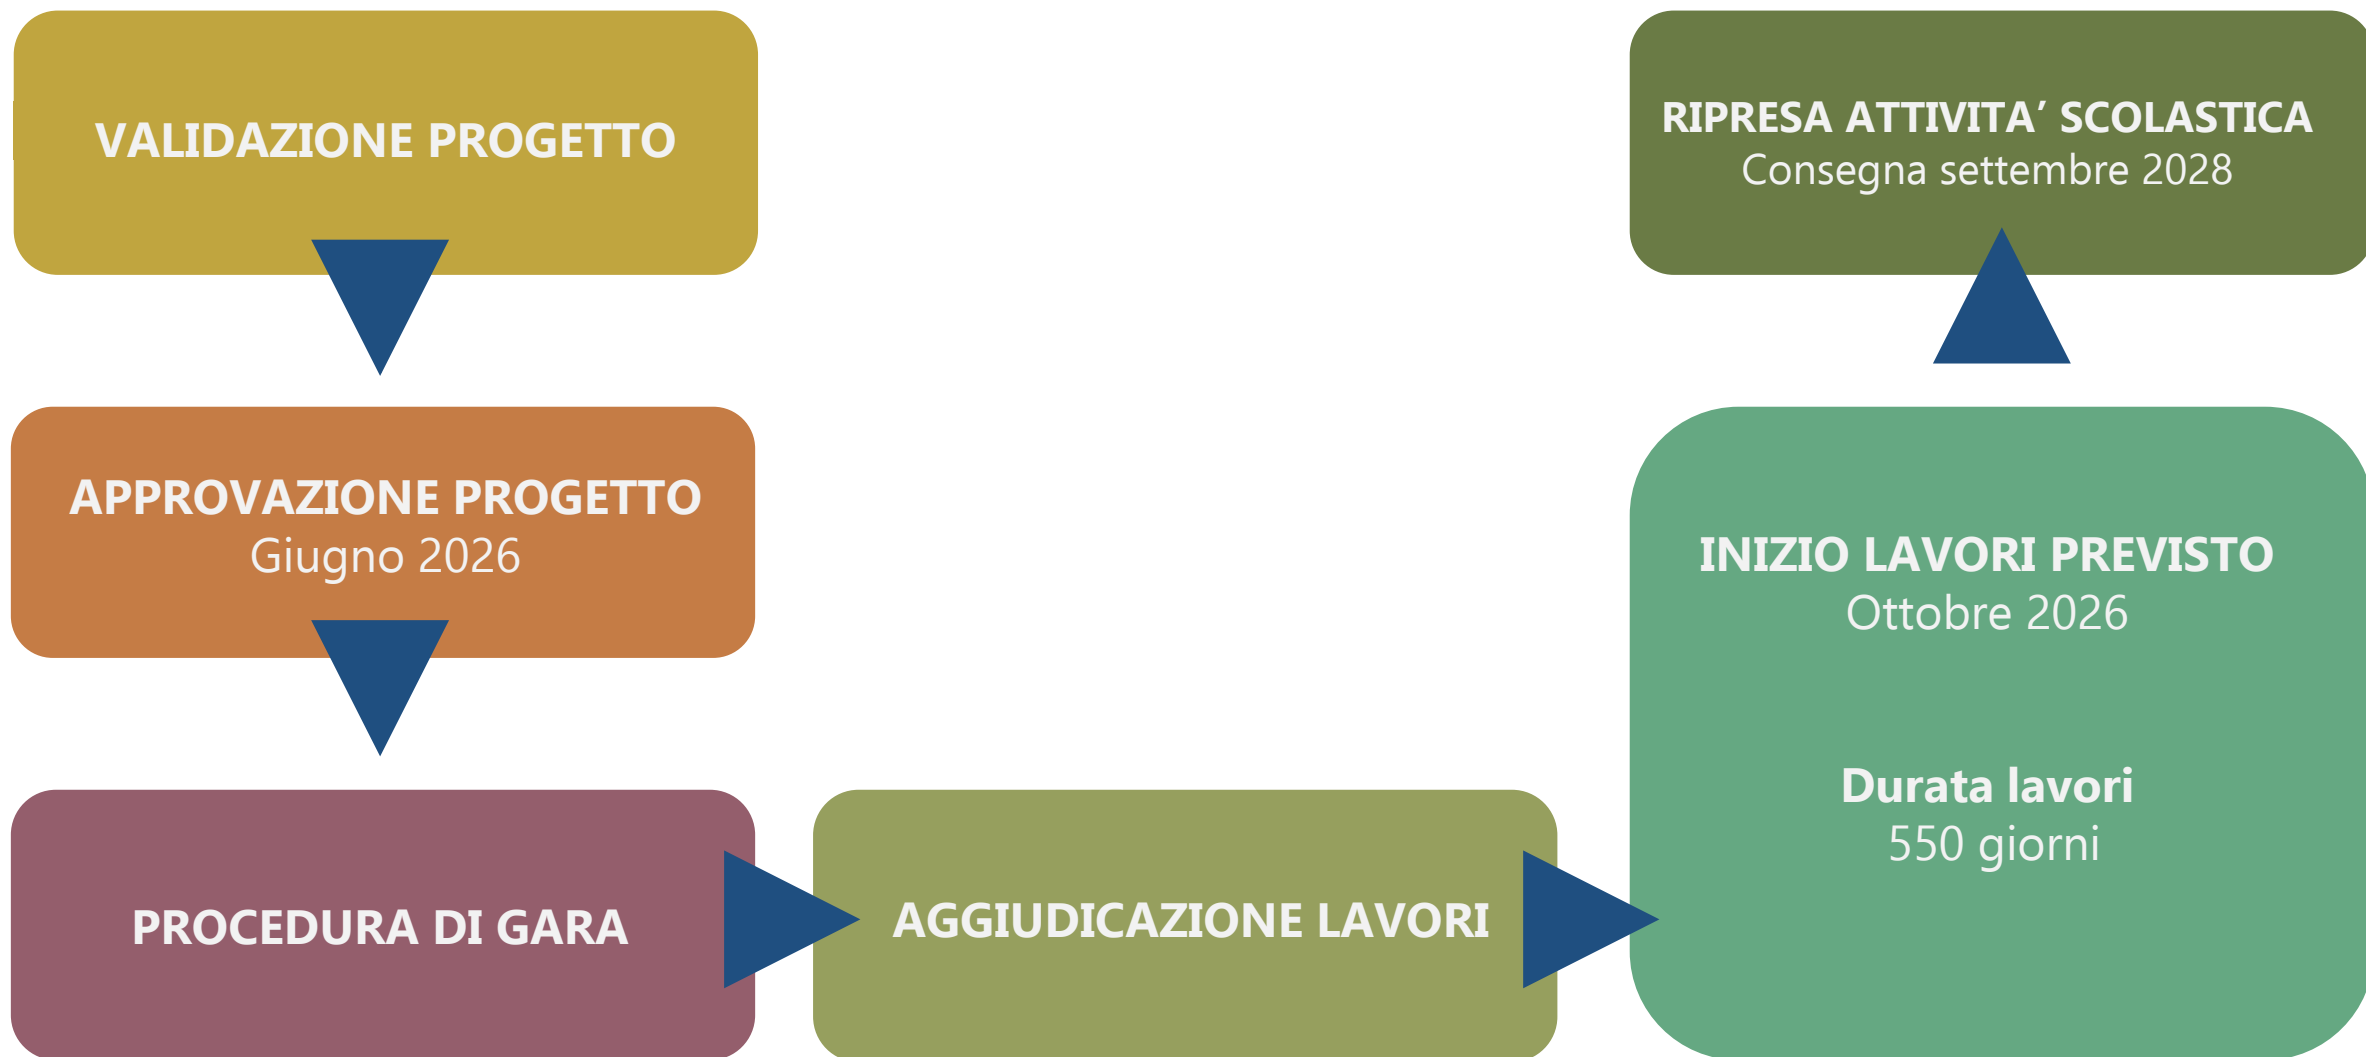 VALIDAZIONE PROGETTO
APPROVAZIONE PROGETTO
Giugno 2026
PROCEDURA DI GARA
AGGIUDICAZIONE LAVORI
INIZIO LAVORI PREVISTO
Ottobre 2026
Durata lavori
550 giorni
RIPRESA ATTIVITA’ SCOLASTICA
Consegna settembre 2028